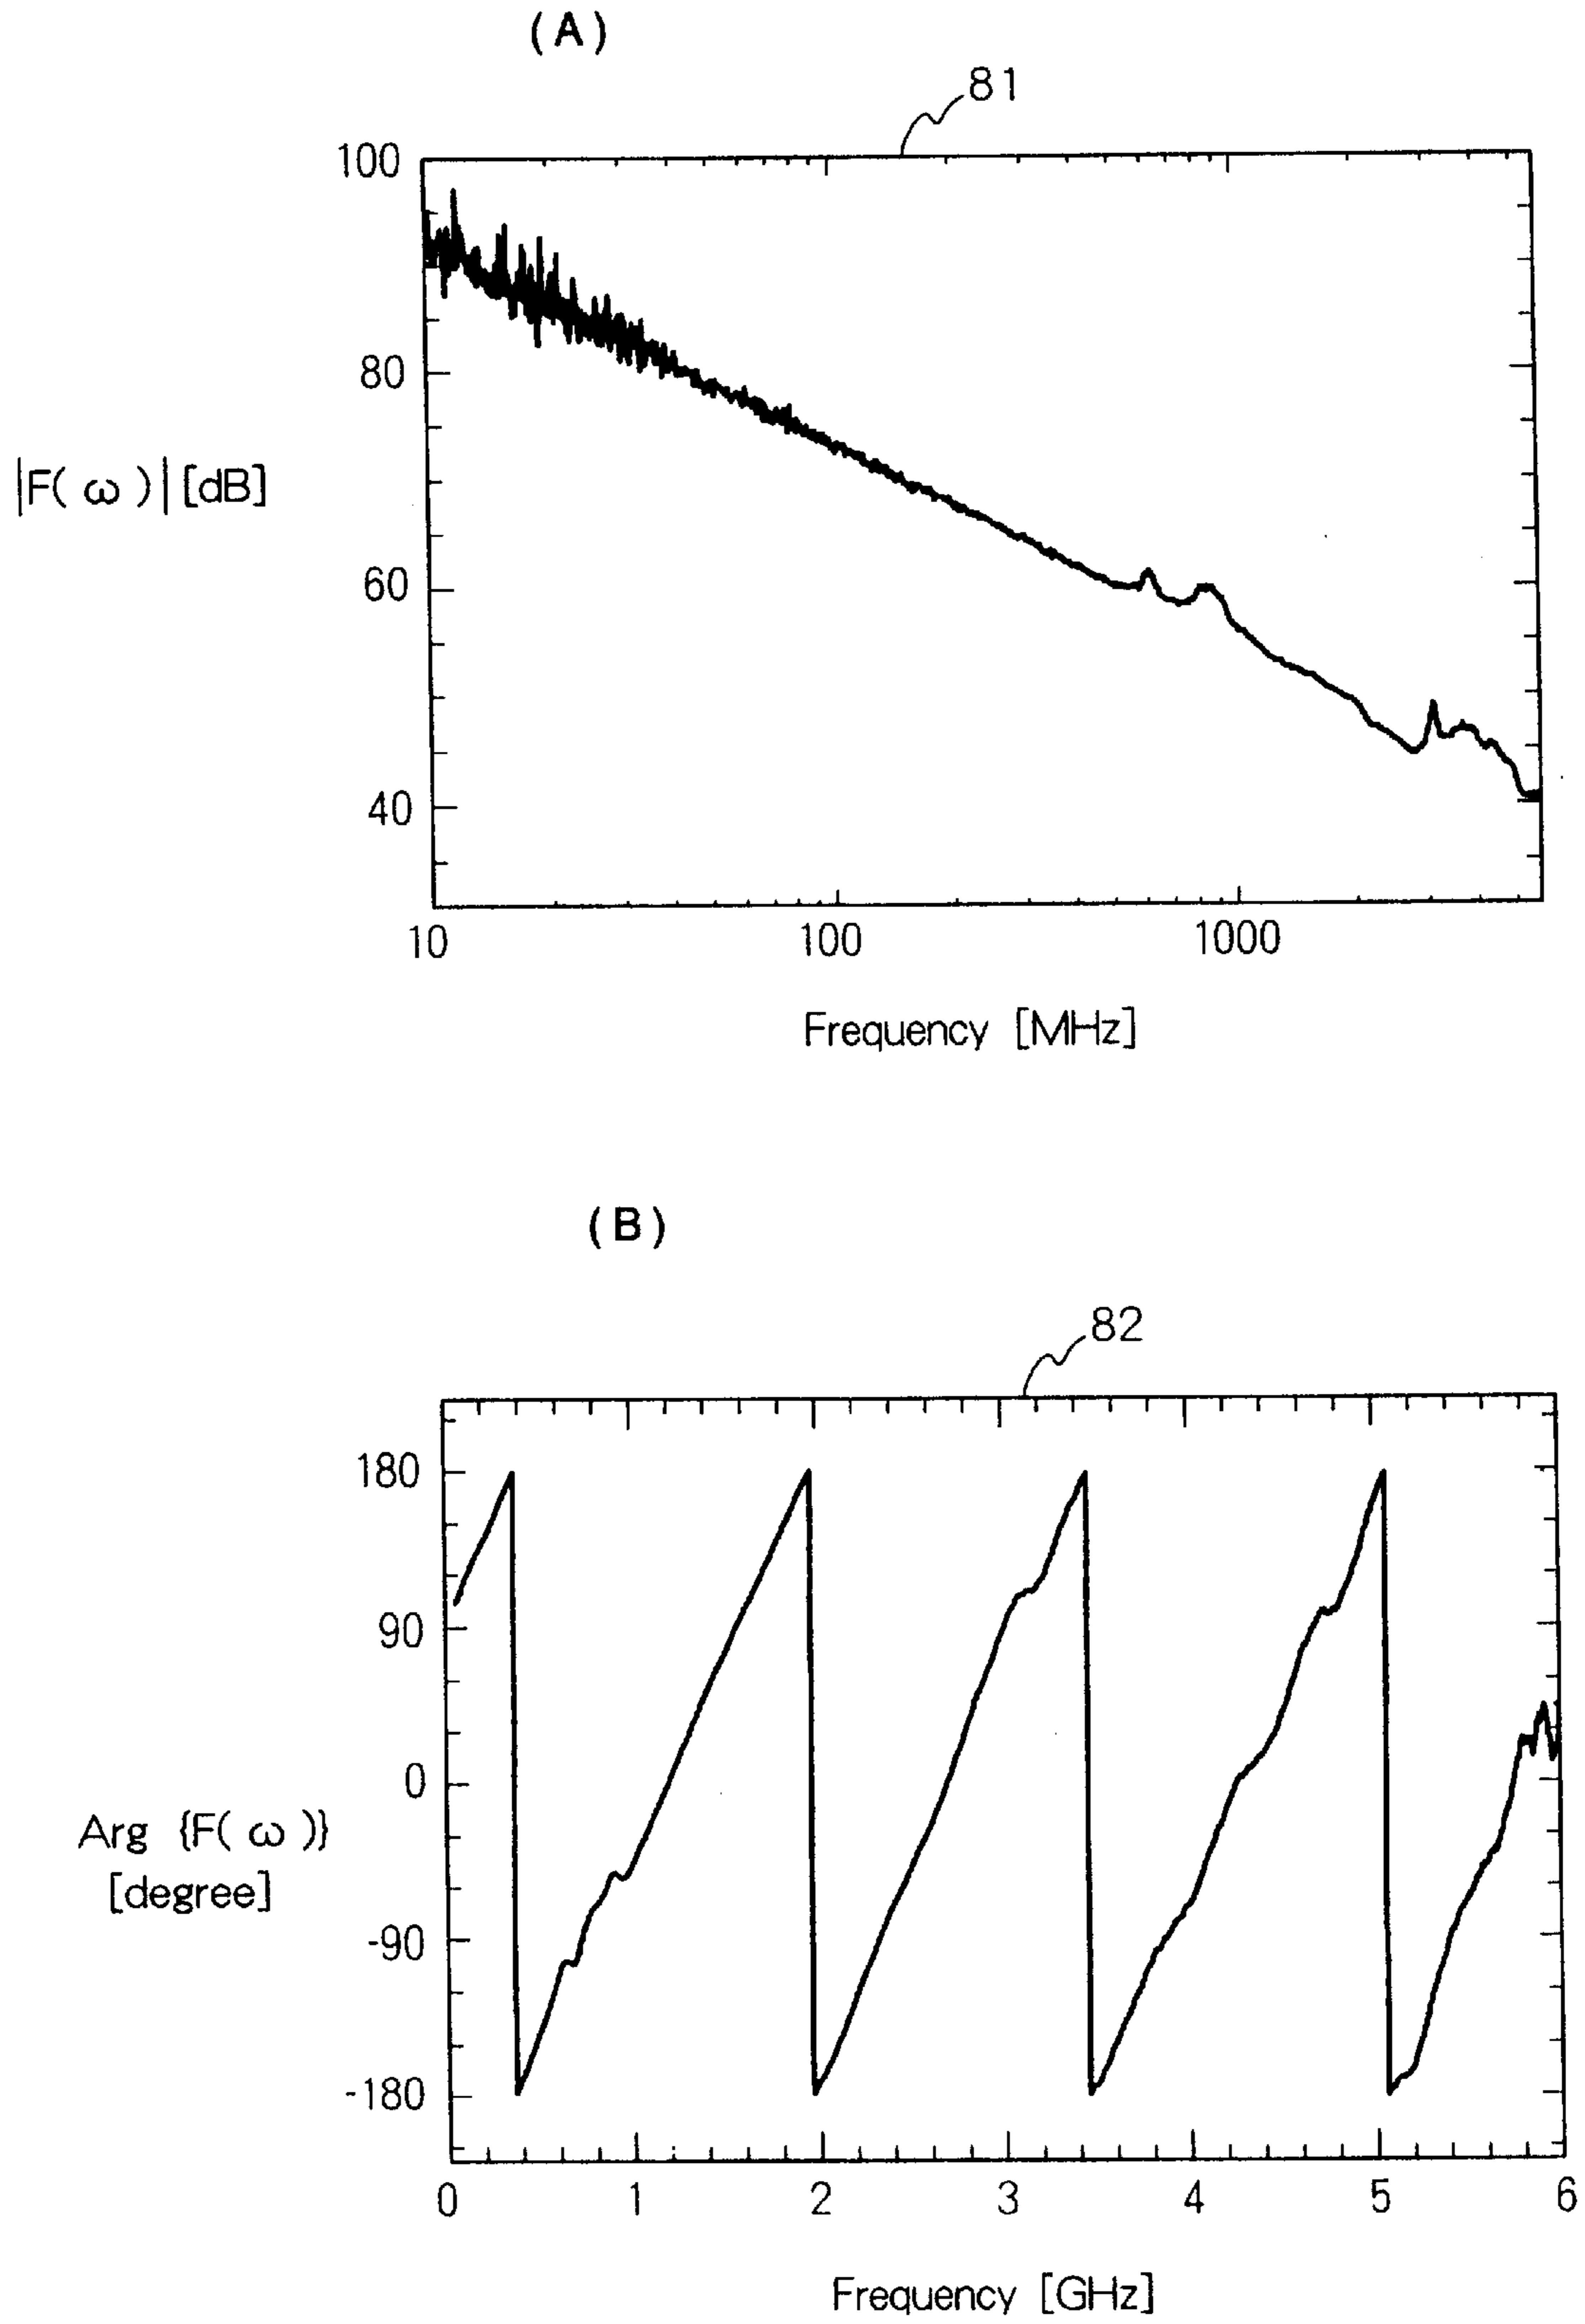 (A)
81
100
80
|F( ω )| [dB]
60
40
10 100 1000
Frequency [MHz]
(B)
82
180
90
0
Arg {F( ω )}
[degree]
-90
-180
0 1 2 3 4 5 6
Frequency [GHz]